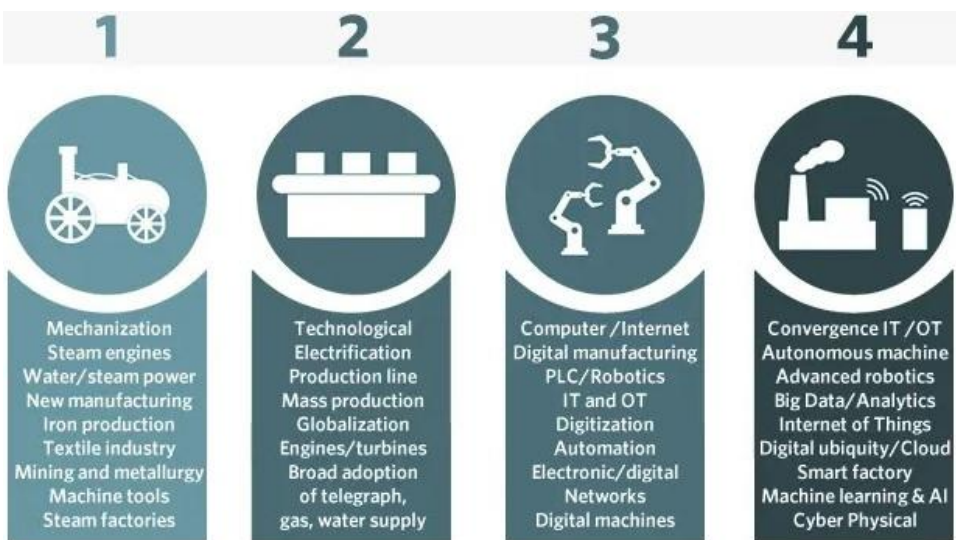 1
2
3
4
Mechanization
Steam engines
Water/steam power
New manufacturing
Iron production
Textile industry
Mining and metallurgy
Machine tools
Steam factories
Technological
Electrification
Production line
Mass production
Globalization
Engines/turbines
Broad adoption
of telegraph,
gas, water supply
Computer /Internet
Digital manufacturing
PLC/Robotics
IT and OT
Digitization
Automation
Electronic/digital
Networks
Digital machines
Convergence IT /OT
Autonomous machine
Advanced robotics
Big Data/Analytics
Internet of Things
Digital ubiquity/Cloud
Smart factory
Machine learning & AI
Cyber Physical